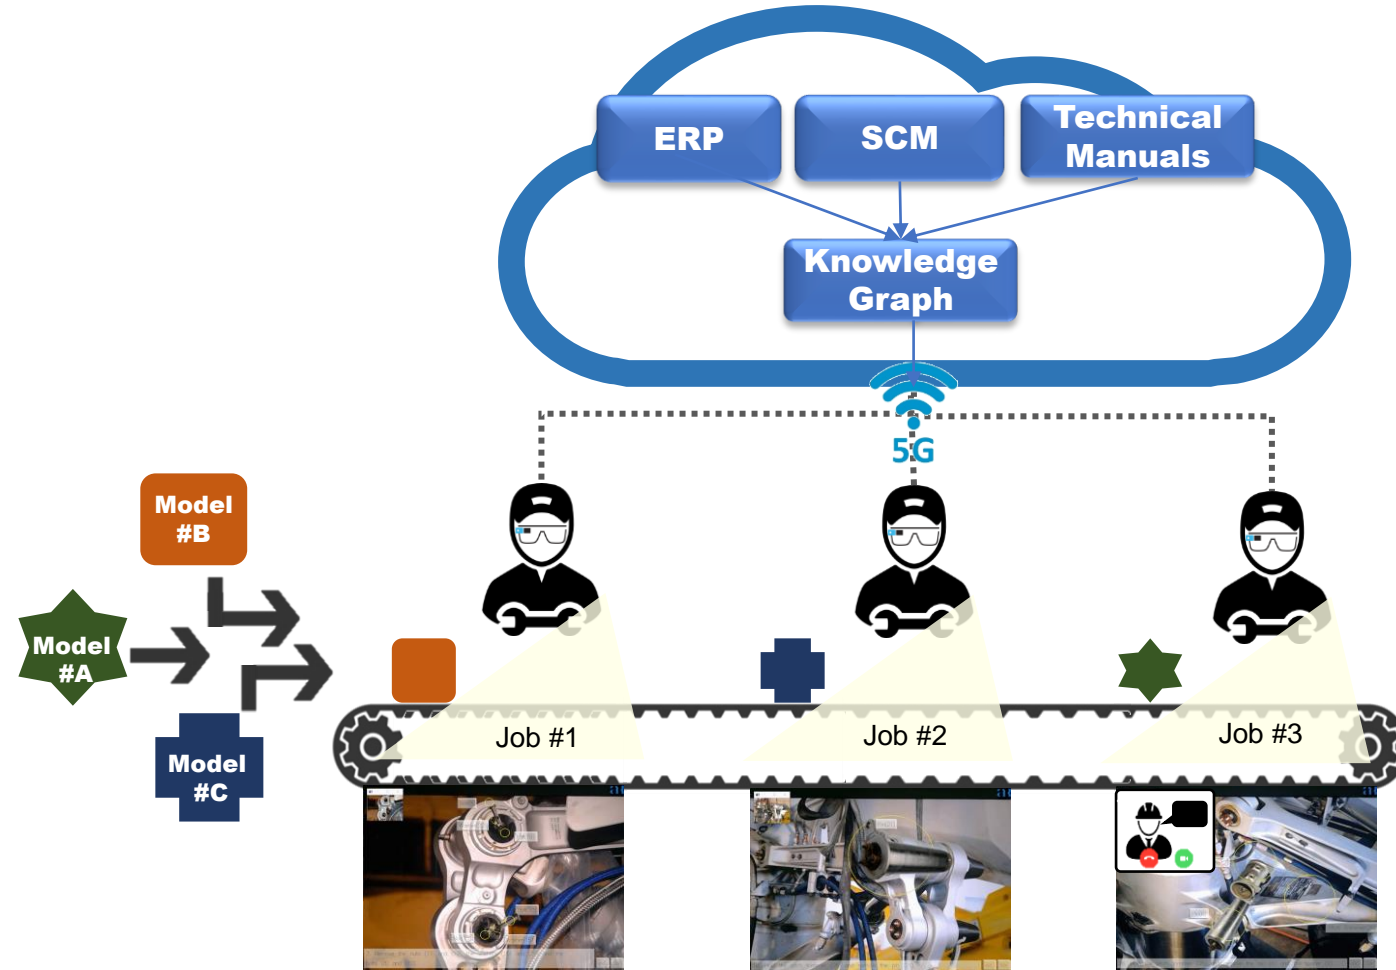 ERP
SCM
Technical
Manuals
Knowledge
Graph
5G
Model
#B
Model
#A
Model
#C
Job #1
Job #2
Job #3